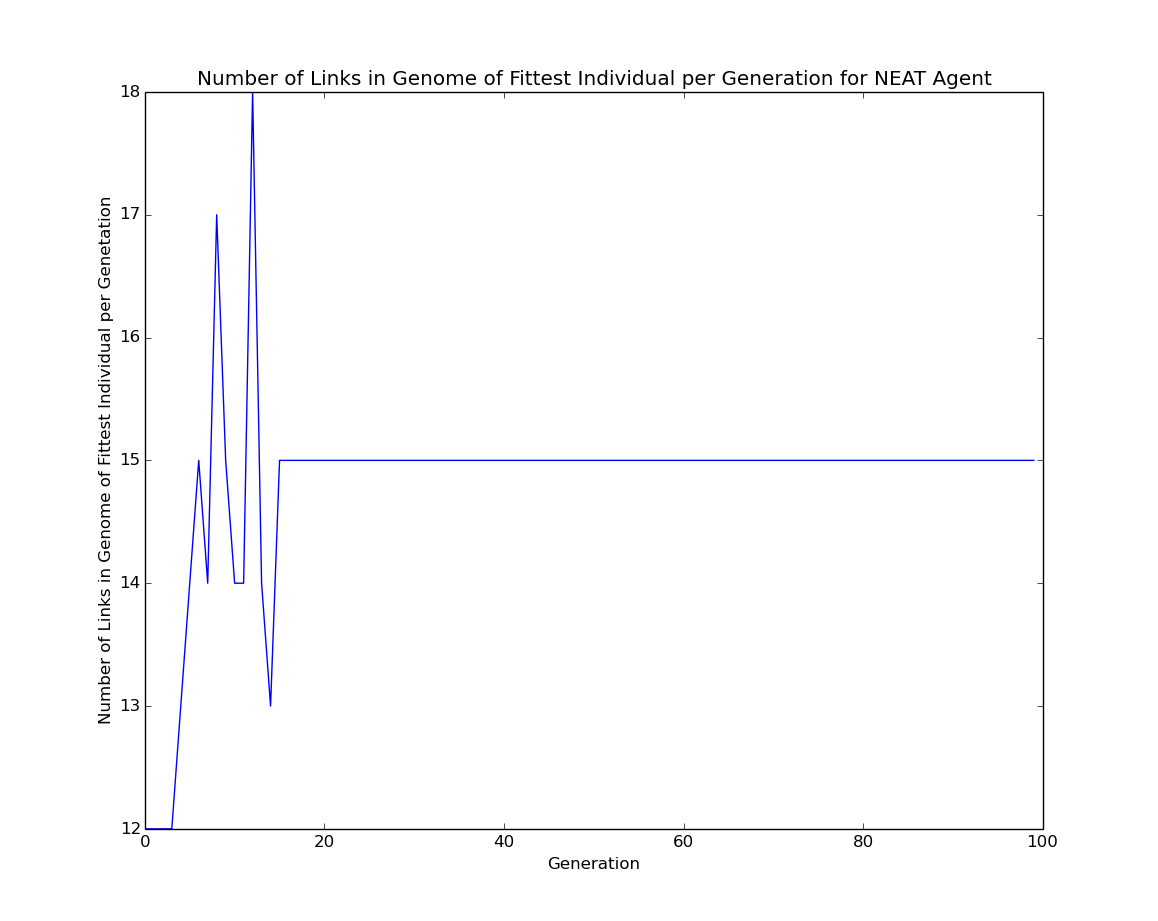 Number of Links in Genome of Fittest Individual per Generation for NEAT Agent
18
17
16
15
14
13
12
Number of Links in Genome of Fittest Individual per Genetation
0 20 40 60 80 100
Generation